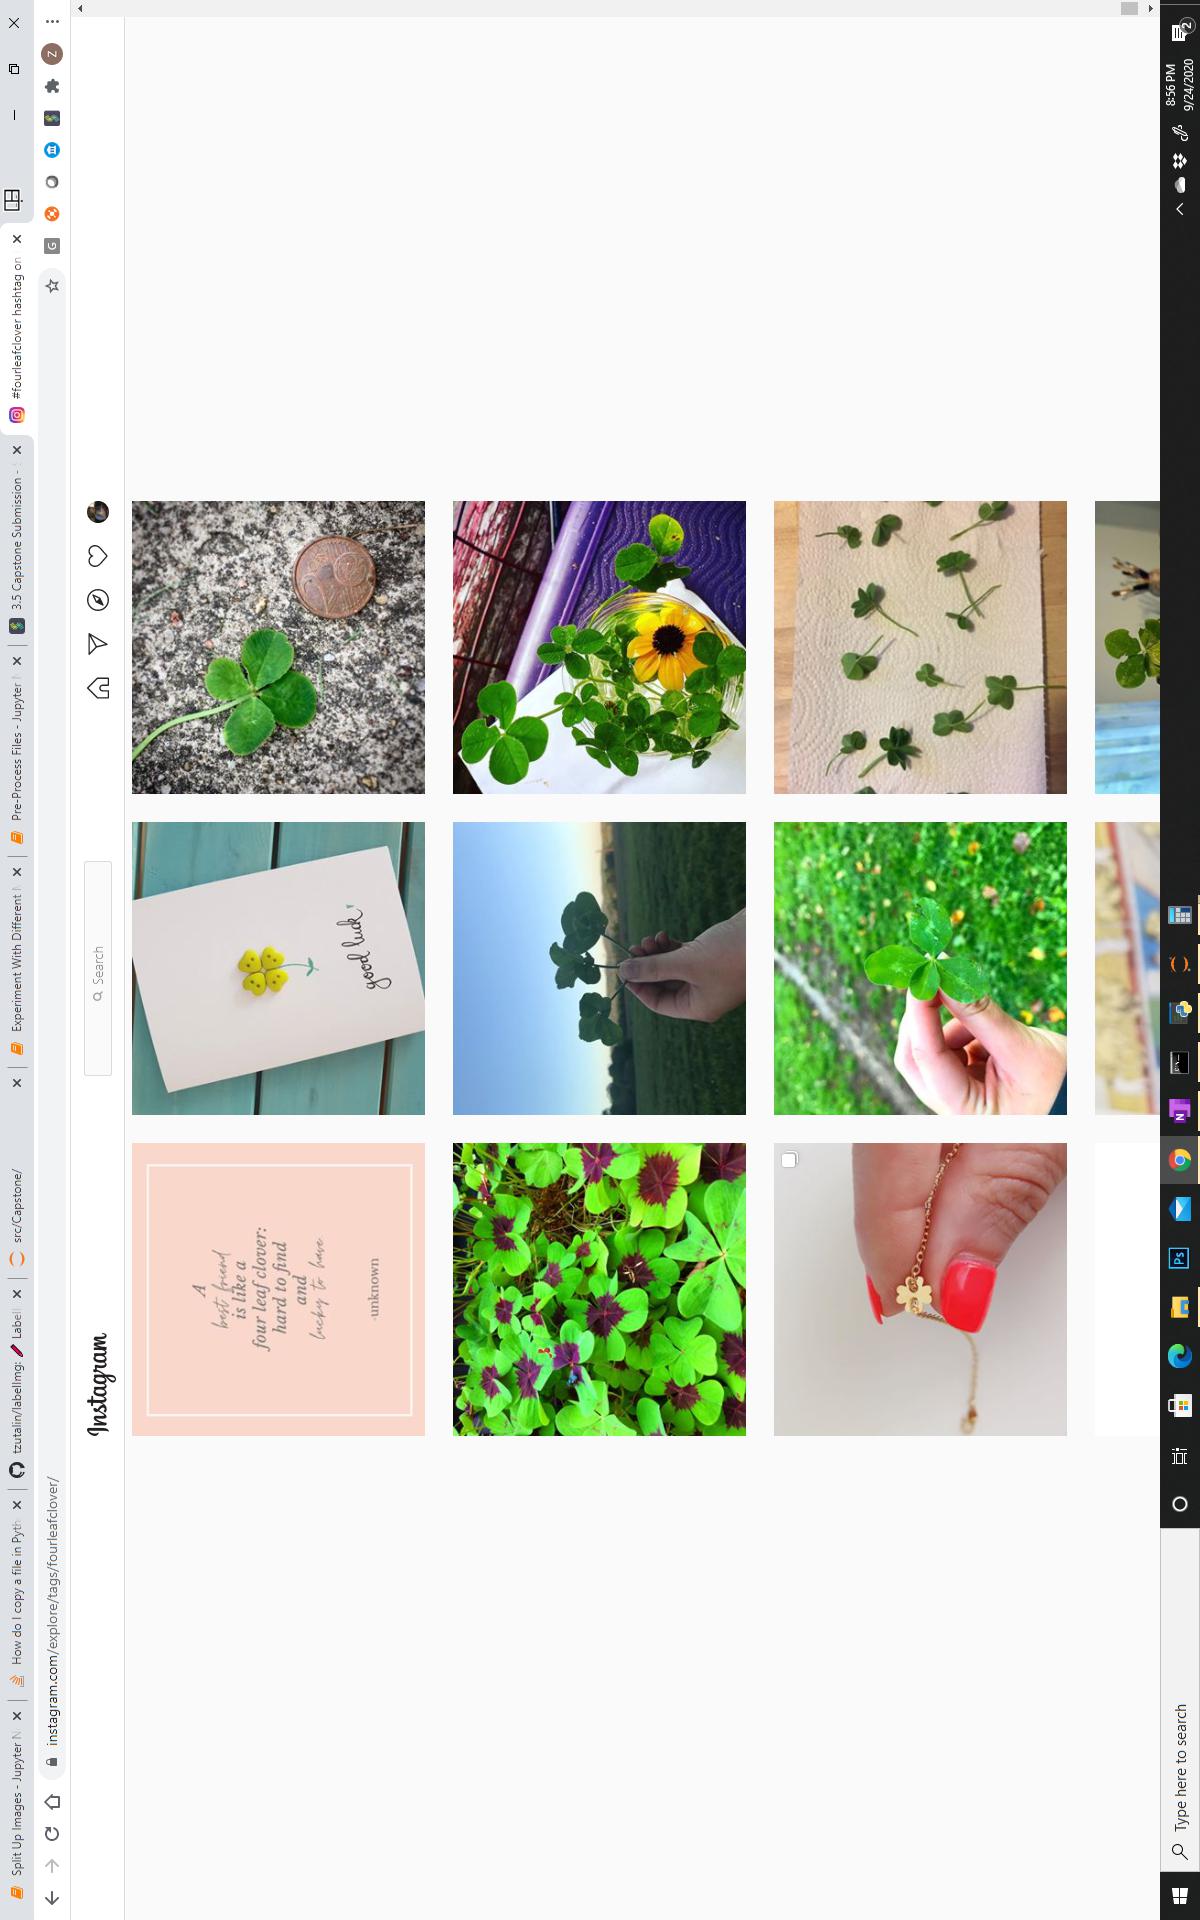 Split Up Images - Jupyter N
How do I copy a file in Pyth
tzutalin/labelImg: Labell
src/Capstone/
Experiment With Different
Pre-Process Files - Jupyter
3.5 Capstone Submission -
#fourleafclover hashtag on
instagram.com/explore/tags/fourleafclover/
G
Z
Instagram
Search
A
best friend
is like a
four leaf clover:
hard to find
and
lucky to have
-unknown
good luck
Type here to search
Ps
N
8:56 PM
9/24/2020
2